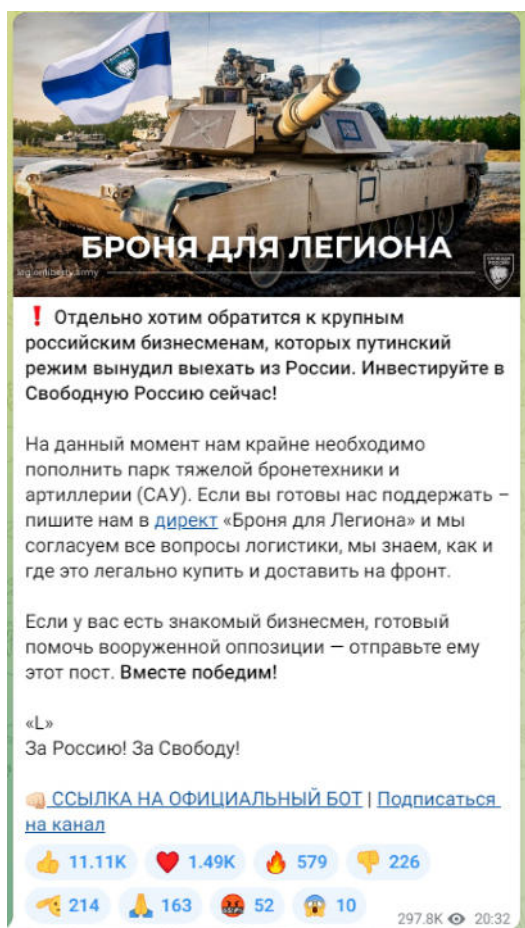 БРОНЯ ДЛЯ ЛЕГИОНА
legionliberty.army
❗ Отдельно хотим обратится к крупным
российским бизнесменам, которых путинский
режим вынудил выехать из России. Инвестируйте в
Свободную Россию сейчас!
На данный момент нам крайне необходимо
пополнить парк тяжелой бронетехники и
артиллерии (САУ). Если вы готовы нас поддержать –
пишите нам в директ «Броня для Легиона» и мы
согласуем все вопросы логистики, мы знаем, как и
где это легально купить и доставить на фронт.
Если у вас есть знакомый бизнесмен, готовый
помочь вооруженной оппозиции — отправьте ему
этот пост. Вместе победим!
«L»
За Россию! За Свободу!
👊🏻 ССЫЛКА НА ОФИЦИАЛЬНЫЙ БОТ | Подписаться
на канал
👍 11.11K ❤ 1.49K 🔥 579 👎 226
214 🙏 163 🤬 52 😱 10
297.8K 20:32